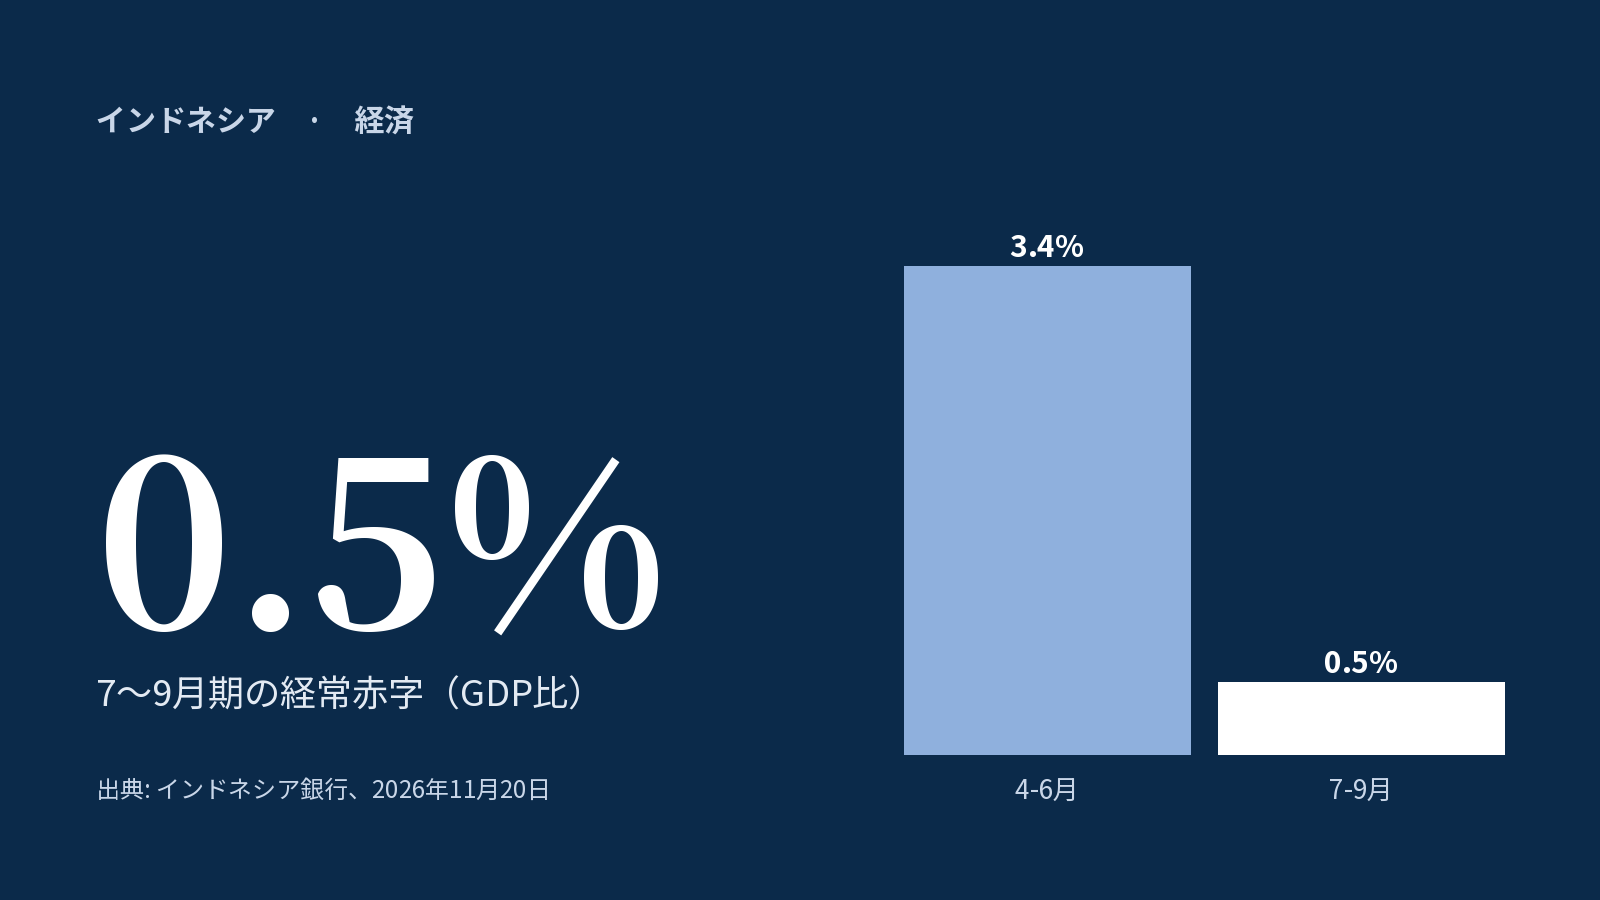 インドネシア ・ 経済
0.5%
7～9月期の経常赤字（GDP比）
出典: インドネシア銀行、2026年11月20日
3.4%
0.5%
4-6月
7-9月